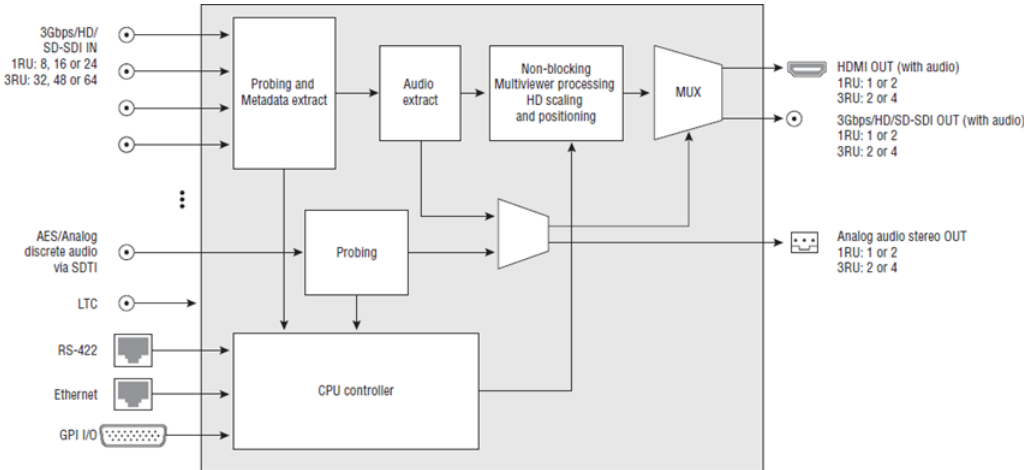 3Gbps/HD/
SD-SDI IN
1RU: 8, 16 or 24
3RU: 32, 48 or 64
Probing and
Metadata extract
Audio
extract
Non-blocking
Multiviewer processing
HD scaling
and positioning
MUX
HDMI OUT (with audio)
1RU: 1 or 2
3RU: 2 or 4
3Gbps/HD/SD-SDI OUT (with audio)
1RU: 1 or 2
3RU: 2 or 4
AES/Analog
discrete audio
via SDTI
Probing
Analog audio stereo OUT
1RU: 1 or 2
3RU: 2 or 4
LTC
RS-422
Ethernet
GPI I/O
CPU controller